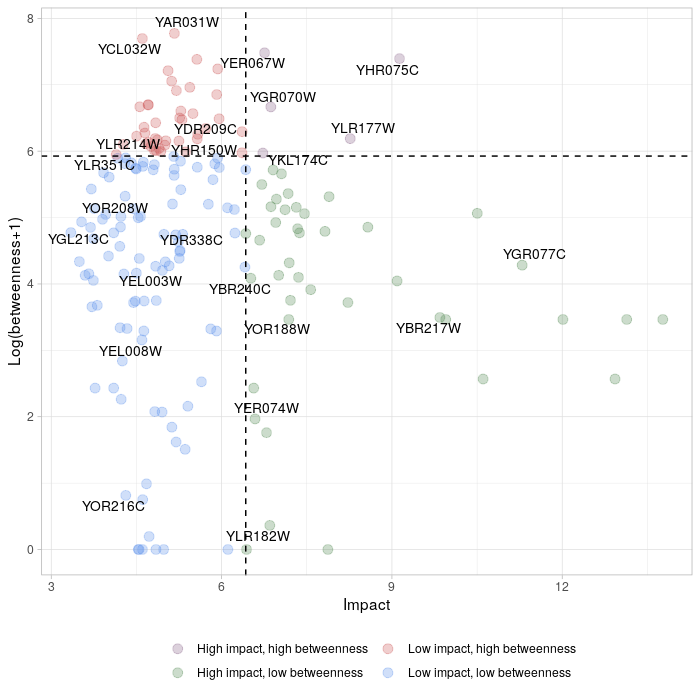 8
YAR031W
YCL032W
YER067W
YHR075C
YGR070W
YDR209C
YLR177W
YLR214W
YHR150W
6
YKL174C
YLR351C
YOR208W
YGL213C
YDR338C
YGR077C
Log(betweenness+1)
4
YEL003W
YBR240C
YOR188W
YBR217W
YEL008W
2
YER074W
YOR216C
YLR182W
0
3
6
9
12
Impact
High impact, high betweenness
Low impact, high betweenness
High impact, low betweenness
Low impact, low betweenness